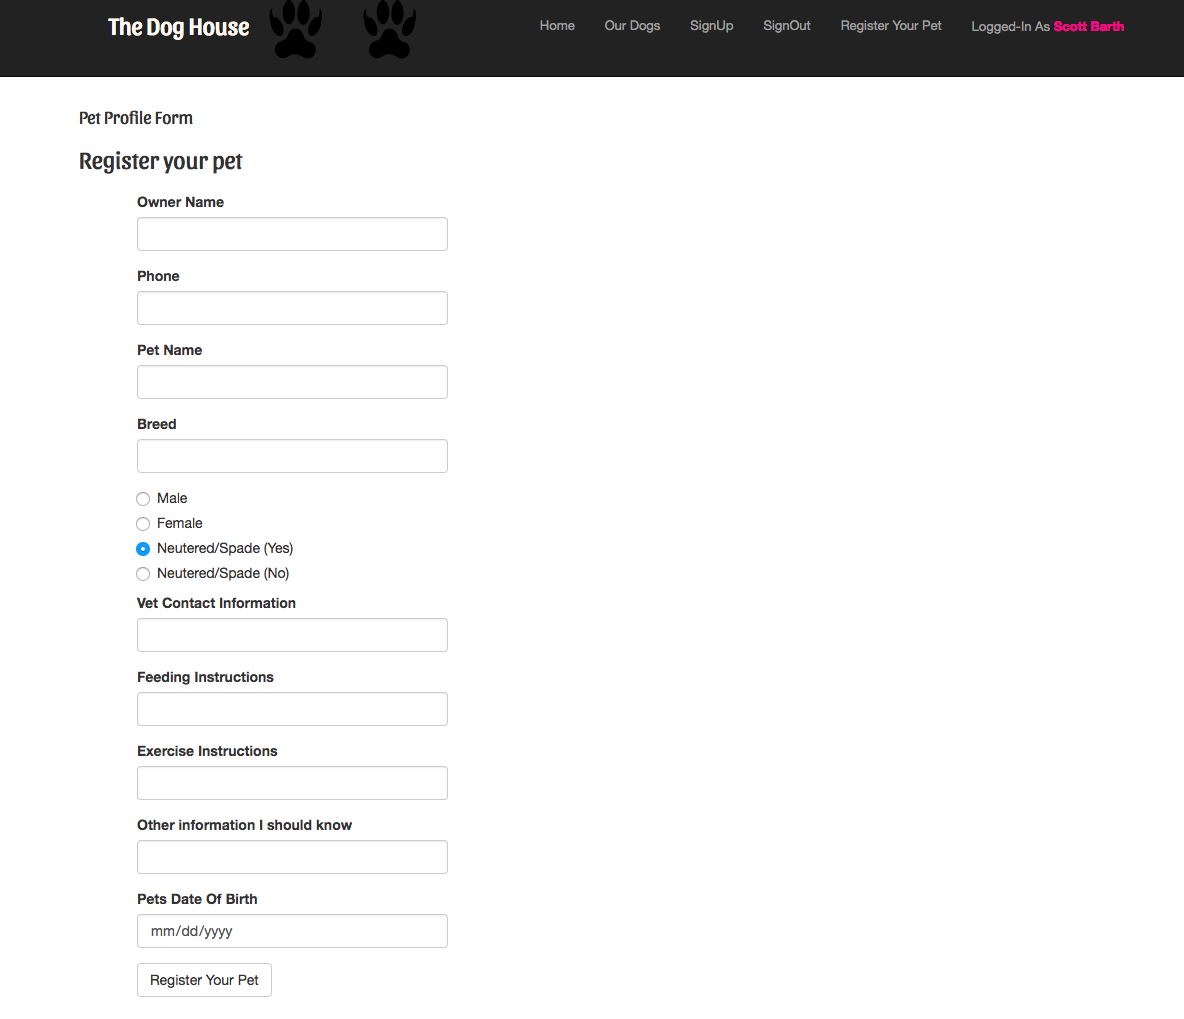 The Dog House Home Our Dogs SignUp SignOut Register Your Pet Logged-In As Scott Barth
Pet Profile Form
Register your pet
Owner Name
Phone
Pet Name
Breed
Male
Female
Neutered/Spade (Yes)
Neutered/Spade (No)
Vet Contact Information
Feeding Instructions
Exercise Instructions
Other information I should know
Pets Date Of Birth
mm/dd/yyyy
Register Your Pet